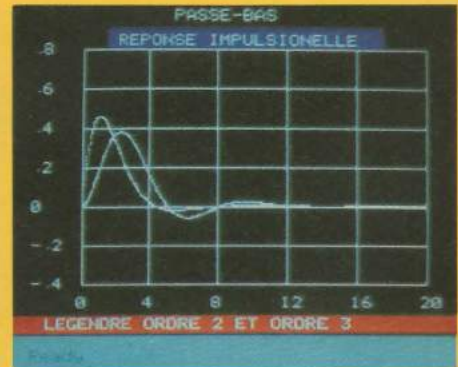 PASSE-BAS
REPONSE IMPULSIONELLE
.8
.6
.4
.2
0
-.2
-.4
0 4 8 12 16 20
LEGENDRE ORDRE 2 ET ORDRE 3
Ready